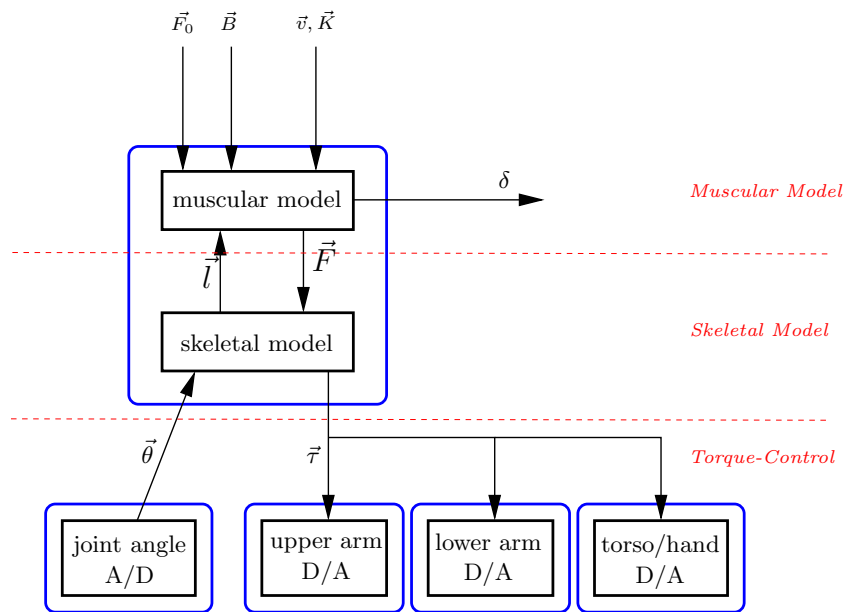 F⃗₀ B⃗ v⃗, K⃗
muscular model
δ
Muscular Model
l⃗ F⃗
skeletal model
Skeletal Model
θ⃗ τ⃗
Torque-Control
joint angle
A/D
upper arm
D/A
lower arm
D/A
torso/hand
D/A